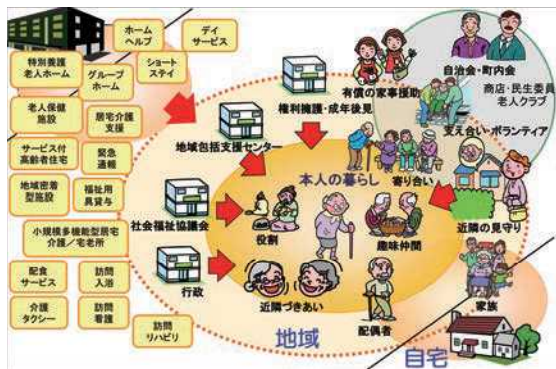 ホーム
ヘルプ
デイ
サービス
特別養護
老人ホーム
グループ
ホーム
ショート
ステイ
老人保健
施設
居宅介護
支援
サービス付
高齢者住宅
緊急
通報
地域密着
型施設
福祉用
具貸与
小規模多機能型居宅
介護／宅老所
配食
サービス
訪問
入浴
介護
タクシー
訪問
看護
訪問
リハビリ
有償の家事援助
自治会・町内会
商店・民生委員
老人クラブ
支え合い・ボランティア
権利擁護・成年後見
地域包括支援センター
本人の暮らし
寄り合い
近隣の見守り
社会福祉協議会
役割
趣味仲間
行政
近隣づきあい
配偶者
家族
地域
自宅